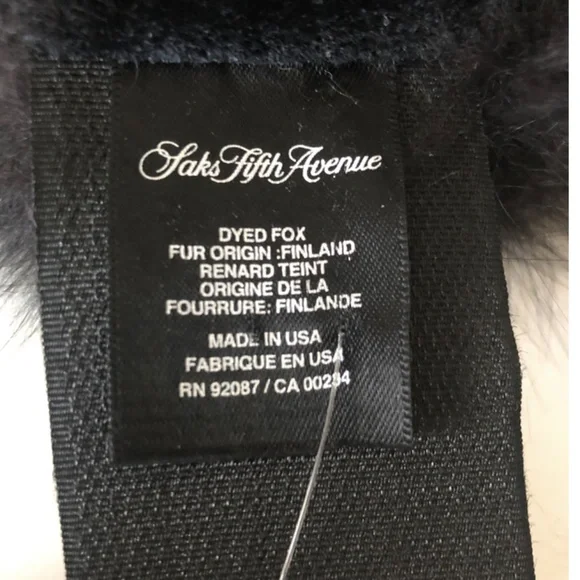 Saks Fifth Avenue
DYED FOX
FUR ORIGIN :FINLAND
RENARD TEINT
ORIGINE DE LA
FOURRURE: FINLANDE
MADE IN USA
FABRIQUE EN USA
RN 92087 / CA 00234